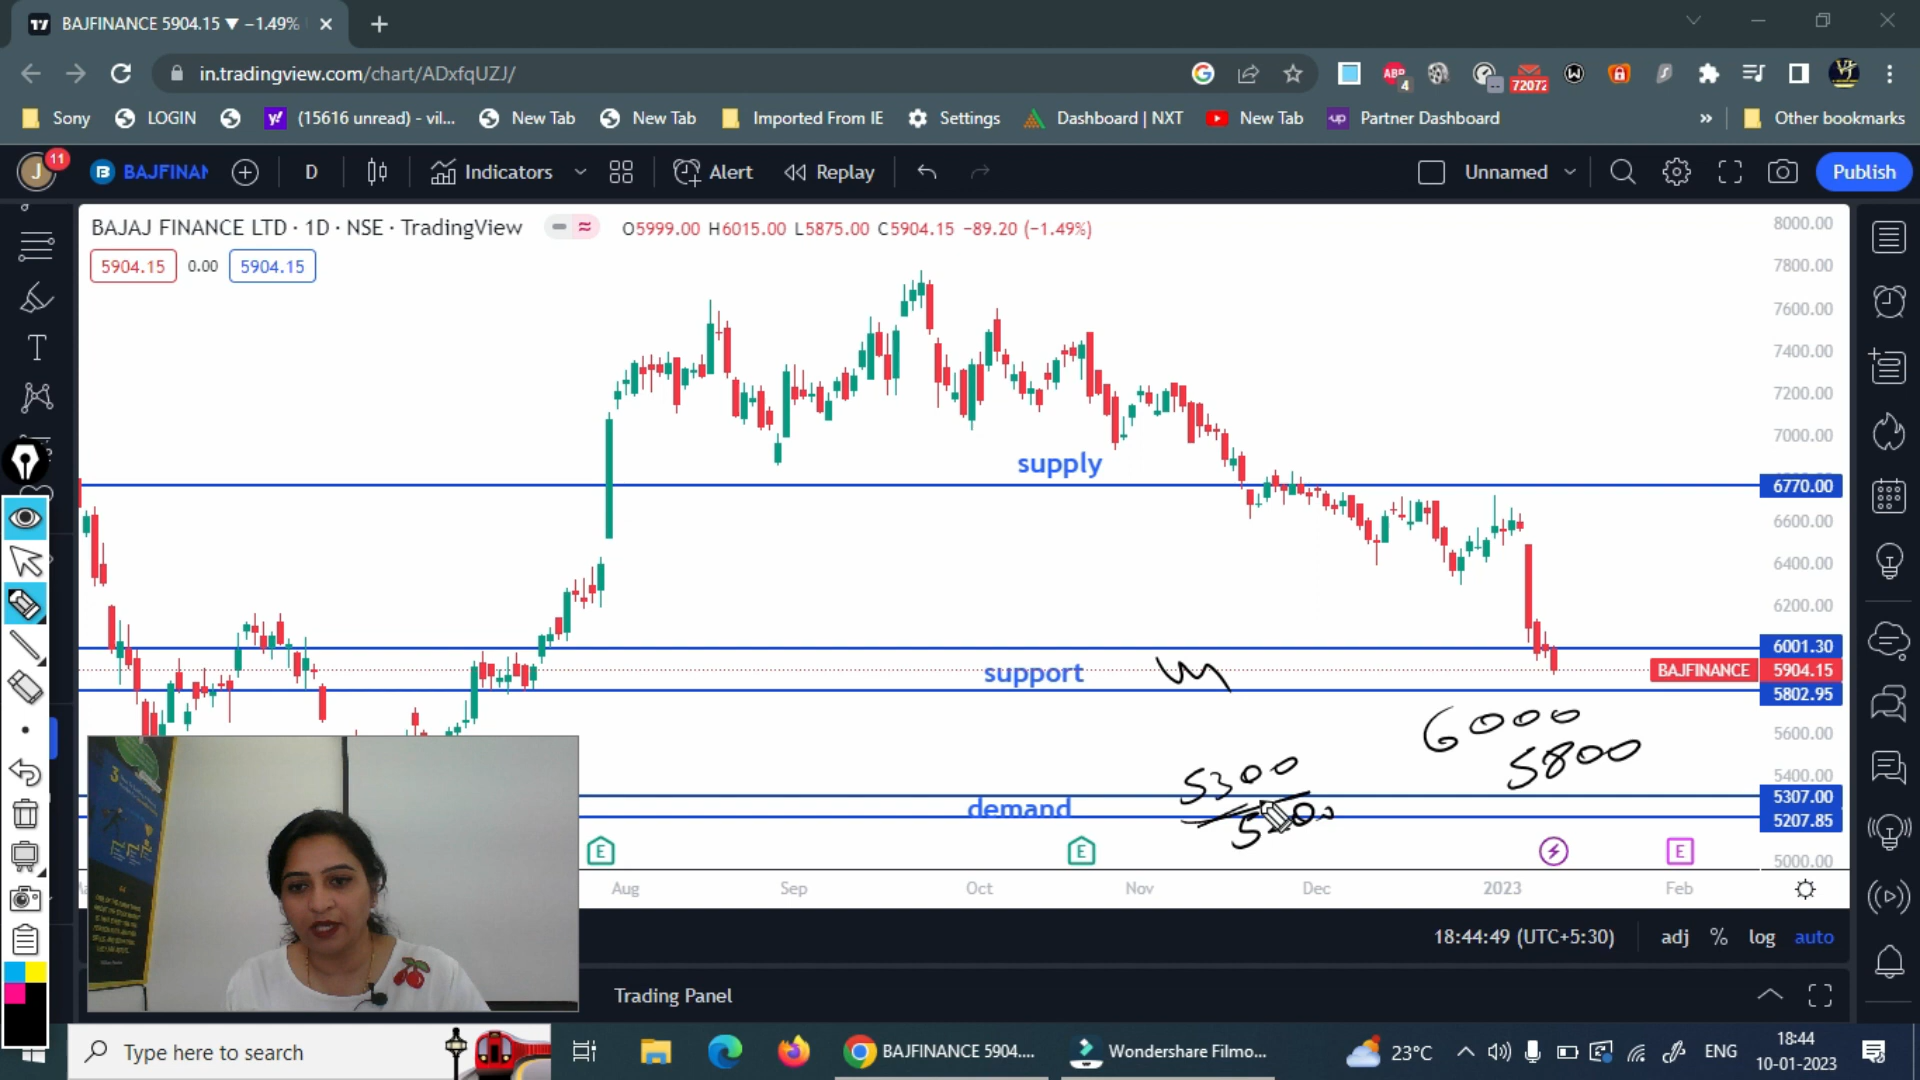 BAJFINANCE 5904.15 ▼ −1.49%
in.tradingview.com/chart/ADxfqUZJ/
ABP 4
72072
Sony
LOGIN
(15616 unread) - vil...
New Tab
New Tab
Imported From IE
Settings
Dashboard | NXT
New Tab
up Partner Dashboard
Other bookmarks
J 11
BAJFINAN
D
Indicators
Alert
Replay
Unnamed
Publish
BAJAJ FINANCE LTD · 1D · NSE · TradingView
O5999.00 H6015.00 L5875.00 C5904.15 −89.20 (−1.49%)
5904.15 0.00 5904.15
8000.00
7800.00
7600.00
7400.00
7200.00
7000.00
supply
6770.00
6600.00
6400.00
6200.00
6001.30
support
BAJFINANCE 5904.15
5802.95
6000
5800
5600.00
5400.00
5300
5307.00
demand
5200
5207.85
E
E
E
5000.00
Aug
Sep
Oct
Nov
Dec
2023
Feb
18:44:49 (UTC+5:30)
adj
%
log
auto
Trading Panel
Type here to search
BAJFINANCE 5904....
Wondershare Filmo...
23°C
ENG
18:44
10-01-2023